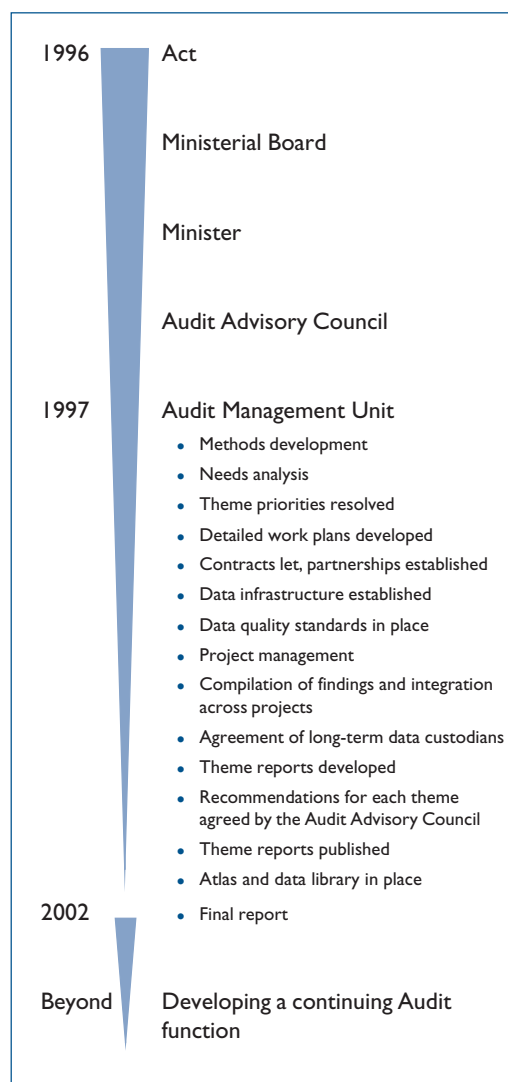 1996 Act
Ministerial Board
Minister
Audit Advisory Council
1997 Audit Management Unit
• Methods development
• Needs analysis
• Theme priorities resolved
• Detailed work plans developed
• Contracts let, partnerships established
• Data infrastructure established
• Data quality standards in place
• Project management
• Compilation of findings and integration
across projects
• Agreement of long-term data custodians
• Theme reports developed
• Recommendations for each theme
agreed by the Audit Advisory Council
• Theme reports published
• Atlas and data library in place
2002 • Final report
Beyond Developing a continuing Audit
function